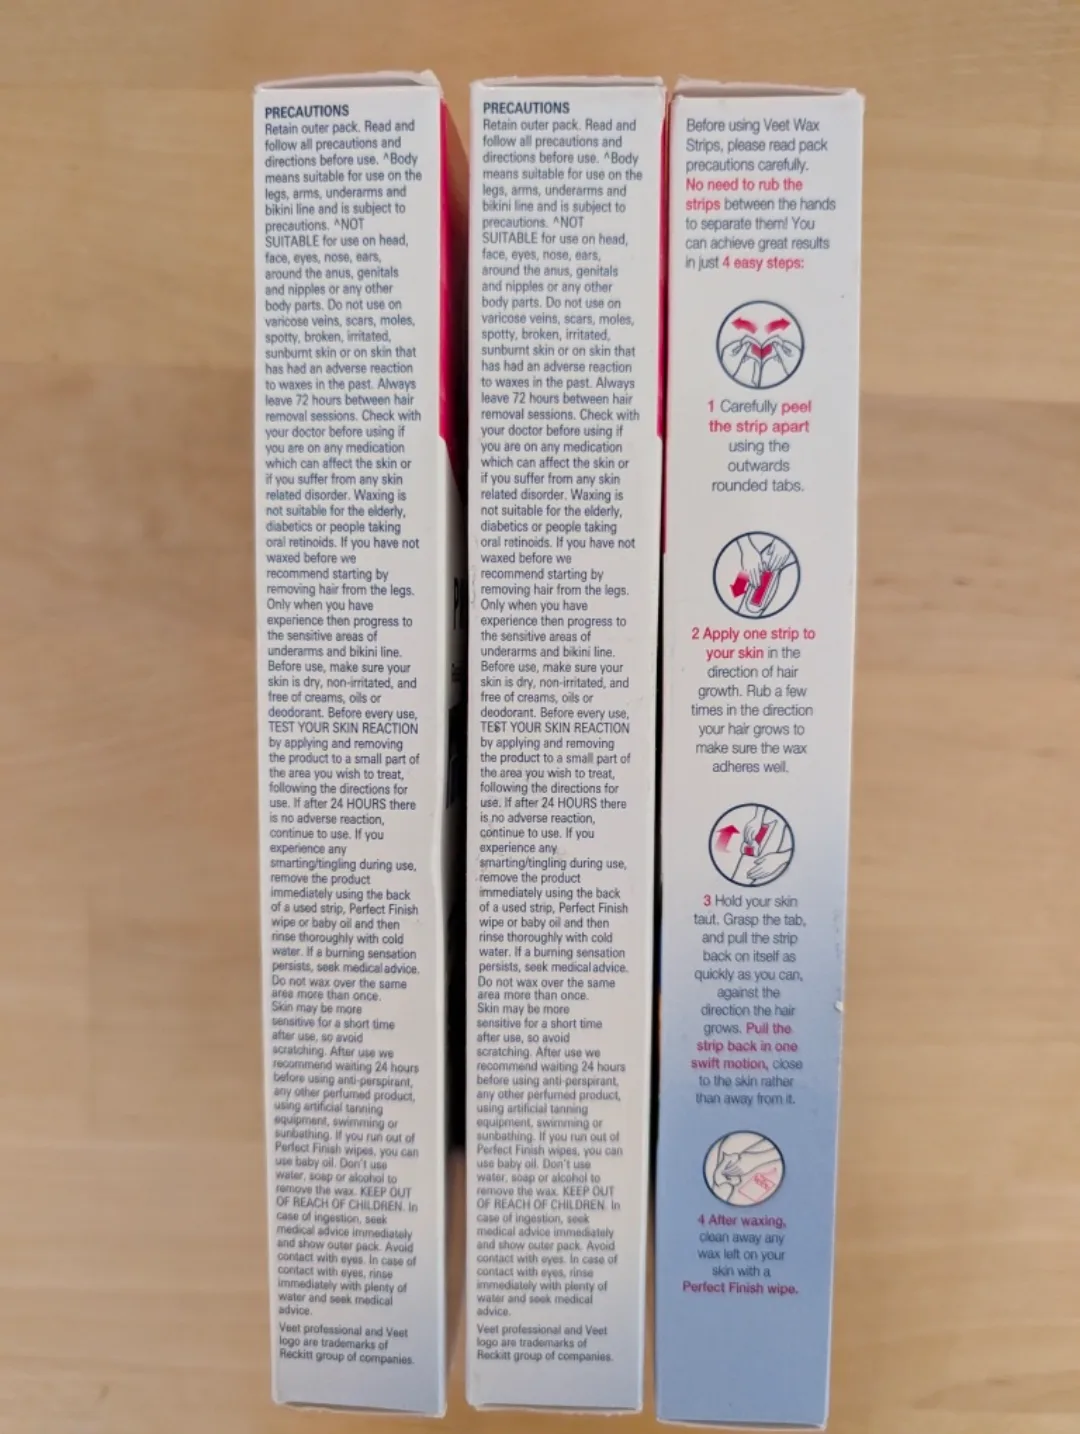 PRECAUTIONS
Retain outer pack. Read and
follow all precautions and
directions before use. ^Body
means suitable for use on the
legs, arms, underarms and
bikini line and is subject to
precautions. ^NOT
SUITABLE for use on head,
face, eyes, nose, ears,
around the anus, genitals
and nipples or any other
body parts. Do not use on
varicose veins, scars, moles,
spotty, broken, irritated,
sunburnt skin or on skin that
has had an adverse reaction
to waxes in the past. Always
leave 72 hours between hair
removal sessions. Check with
your doctor before using if
you are on any medication
which can affect the skin or
if you suffer from any skin
related disorder. Waxing is
not suitable for the elderly,
diabetics or people taking
oral retinoids. If you have not
waxed before we
recommend starting by
removing hair from the legs.
Only when you have
experience then progress to
the sensitive areas of
underarms and bikini line.
Before use, make sure your
skin is dry, non-irritated, and
free of creams, oils or
deodorant. Before every use,
TEST YOUR SKIN REACTION
by applying and removing
the product to a small part of
the area you wish to treat,
following the directions for
use. If after 24 HOURS there
is no adverse reaction,
continue to use. If you
experience any
smarting/tingling during use,
remove the product
immediately using the back
of a used strip, Perfect Finish
wipe or baby oil and then
rinse thoroughly with cold
water. If a burning sensation
persists, seek medical advice.
Do not wax over the same
area more than once.
Skin may be more
sensitive for a short time
after use, so avoid
scratching. After use we
recommend waiting 24 hours
before using anti-perspirant,
any other perfumed product,
using artificial tanning
equipment, swimming or
sunbathing. If you run out of
Perfect Finish wipes, you can
use baby oil. Don't use
water, soap or alcohol to
remove the wax. KEEP OUT
OF REACH OF CHILDREN. In
case of ingestion, seek
medical advice immediately
and show outer pack. Avoid
contact with eyes. In case of
contact with eyes, rinse
immediately with plenty of
water and seek medical
advice.
Veet professional and Veet
logo are trademarks of
Reckitt group of companies.
PRECAUTIONS
Retain outer pack. Read and
follow all precautions and
directions before use. ^Body
means suitable for use on the
legs, arms, underarms and
bikini line and is subject to
precautions. ^NOT
SUITABLE for use on head,
face, eyes, nose, ears,
around the anus, genitals
and nipples or any other
body parts. Do not use on
varicose veins, scars, moles,
spotty, broken, irritated,
sunburnt skin or on skin that
has had an adverse reaction
to waxes in the past. Always
leave 72 hours between hair
removal sessions. Check with
your doctor before using if
you are on any medication
which can affect the skin or
if you suffer from any skin
related disorder. Waxing is
not suitable for the elderly,
diabetics or people taking
oral retinoids. If you have not
waxed before we
recommend starting by
removing hair from the legs.
Only when you have
experience then progress to
the sensitive areas of
underarms and bikini line.
Before use, make sure your
skin is dry, non-irritated, and
free of creams, oils or
deodorant. Before every use,
TEST YOUR SKIN REACTION
by applying and removing
the product to a small part of
the area you wish to treat,
following the directions for
use. If after 24 HOURS there
is no adverse reaction,
continue to use. If you
experience any
smarting/tingling during use,
remove the product
immediately using the back
of a used strip, Perfect Finish
wipe or baby oil and then
rinse thoroughly with cold
water. If a burning sensation
persists, seek medical advice.
Do not wax over the same
area more than once.
Skin may be more
sensitive for a short time
after use, so avoid
scratching. After use we
recommend waiting 24 hours
before using anti-perspirant,
any other perfumed product,
using artificial tanning
equipment, swimming or
sunbathing. If you run out of
Perfect Finish wipes, you can
use baby oil. Don't use
water, soap or alcohol to
remove the wax. KEEP OUT
OF REACH OF CHILDREN. In
case of ingestion, seek
medical advice immediately
and show outer pack. Avoid
contact with eyes. In case of
contact with eyes, rinse
immediately with plenty of
water and seek medical
advice.
Veet professional and Veet
logo are trademarks of
Reckitt group of companies.
Before using Veet Wax
Strips, please read pack
precautions carefully.
No need to rub the
strips between the hands
to separate them! You
can achieve great results
in just 4 easy steps:
1 Carefully peel
the strip apart
using the
outwards
rounded tabs.
2 Apply one strip to
your skin in the
direction of hair
growth. Rub a few
times in the direction
your hair grows to
make sure the wax
adheres well.
3 Hold your skin
taut. Grasp the tab,
and pull the strip
back on itself as
quickly as you can,
against the
direction the hair
grows. Pull the
strip back in one
swift motion, close
to the skin rather
than away from it.
4 After waxing,
clean away any
wax left on your
skin with a
Perfect Finish wipe.